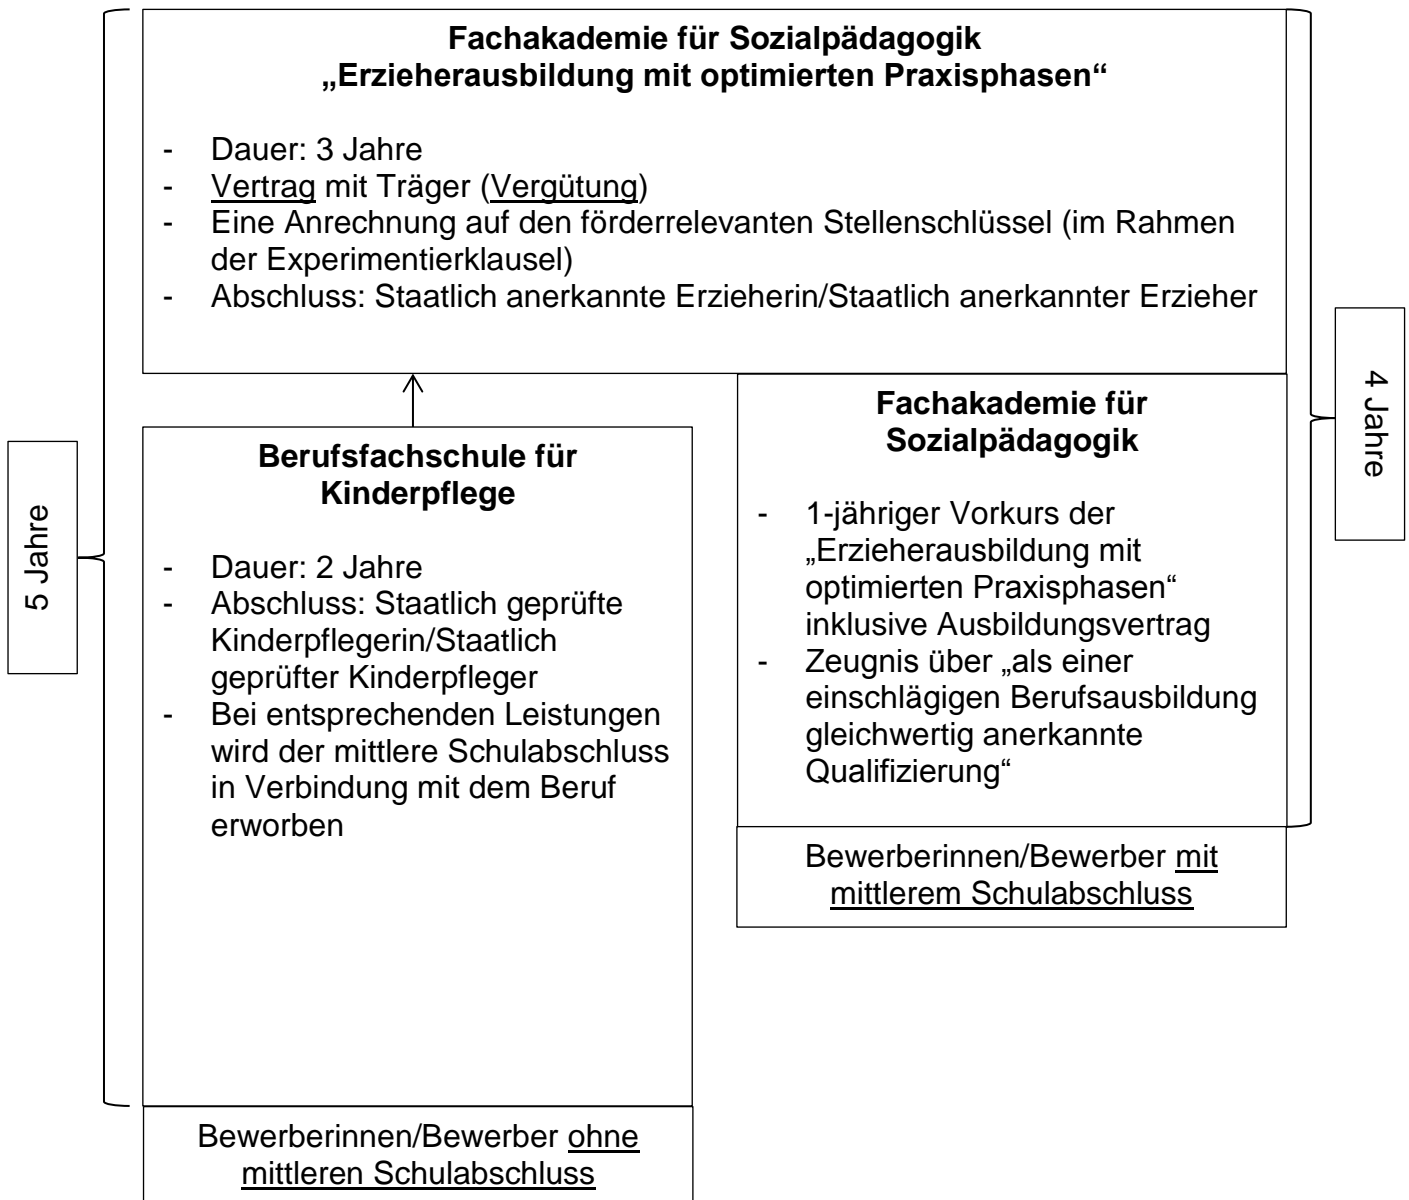 Fachakademie für Sozialpädagogik
„Erzieherausbildung mit optimierten Praxisphasen“
- Dauer: 3 Jahre
- Vertrag mit Träger (Vergütung)
- Eine Anrechnung auf den förderrelevanten Stellenschlüssel (im Rahmen
der Experimentierklausel)
- Abschluss: Staatlich anerkannte Erzieherin/Staatlich anerkannter Erzieher
5 Jahre
Berufsfachschule für
Kinderpflege
- Dauer: 2 Jahre
- Abschluss: Staatlich geprüfte
Kinderpflegerin/Staatlich
geprüfter Kinderpfleger
- Bei entsprechenden Leistungen
wird der mittlere Schulabschluss
in Verbindung mit dem Beruf
erworben
Bewerberinnen/Bewerber ohne
mittleren Schulabschluss
Fachakademie für
Sozialpädagogik
- 1-jähriger Vorkurs der
„Erzieherausbildung mit
optimierten Praxisphasen“
inklusive Ausbildungsvertrag
- Zeugnis über „als einer
einschlägigen Berufsausbildung
gleichwertig anerkannte
Qualifizierung“
Bewerberinnen/Bewerber mit
mittlerem Schulabschluss
4 Jahre